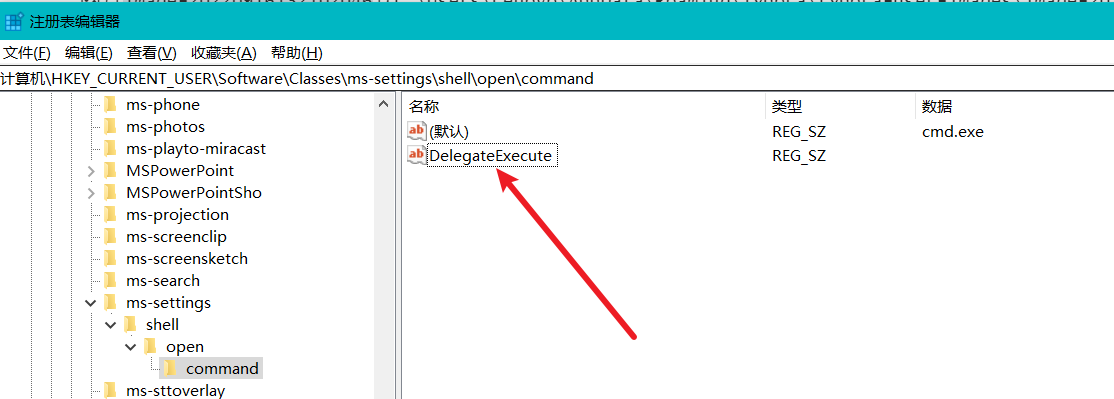 注册表编辑器
文件(F) 编辑(E) 查看(V) 收藏夹(A) 帮助(H)
计算机\HKEY_CURRENT_USER\Software\Classes\ms-settings\shell\open\command
ms-phone
ms-photos
ms-playto-miracast
MSPowerPoint
MSPowerPointSho
ms-projection
ms-screenclip
ms-screensketch
ms-search
ms-settings
shell
open
command
ms-sttoverlay
名称 类型 数据
ab (默认) REG_SZ cmd.exe
ab DelegateExecute REG_SZ